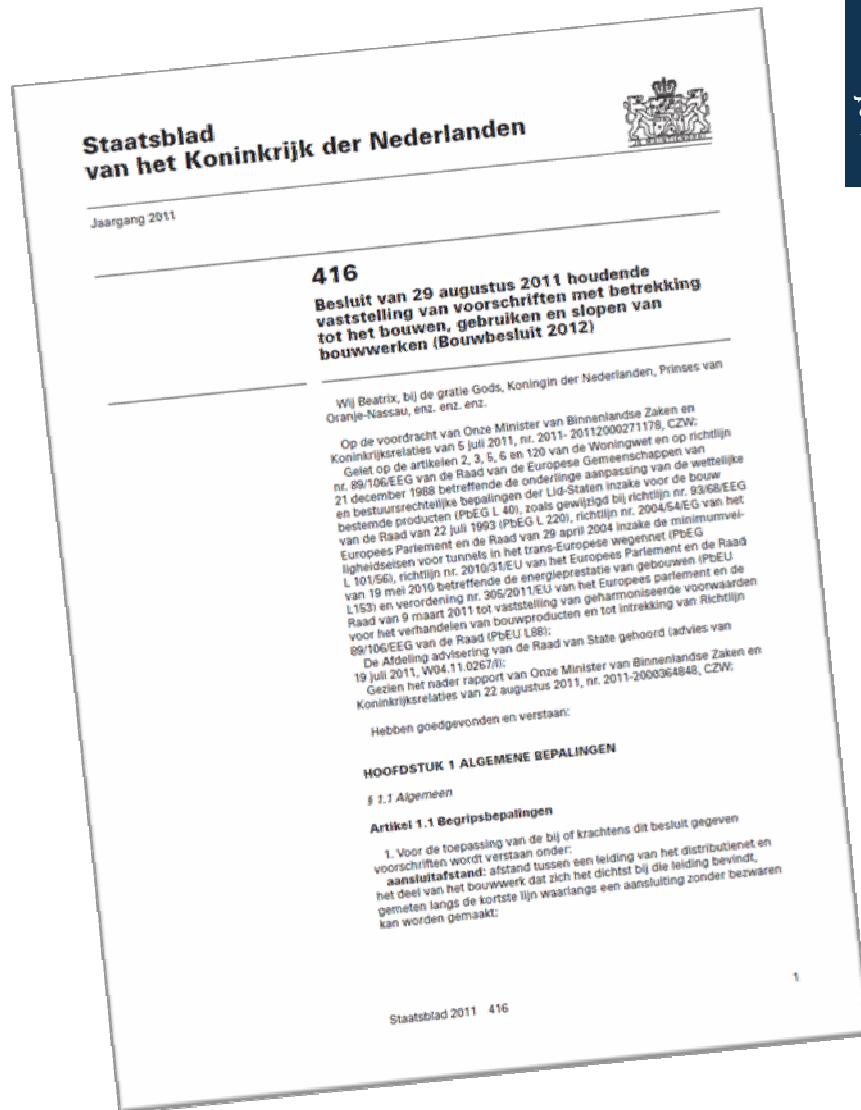 Staatsblad
van het Koninkrijk der Nederlanden
Jaargang 2011
416
Besluit van 29 augustus 2011 houdende
vaststelling van voorschriften met betrekking
tot het bouwen, gebruiken en slopen van
bouwwerken (Bouwbesluit 2012)
Wij Beatrix, bij de gratie Gods, Koningin der Nederlanden, Prinses van
Oranje-Nassau, enz. enz. enz.
Op de voordracht van Onze Minister van Binnenlandse Zaken en
Koninkrijksrelaties van 5 juli 2011, nr. 2011- 20112000271178, CZW;
Gelet op de artikelen 2, 3, 5, 6 en 120 van de Woningwet en op richtlijn
nr. 89/106/EEG van de Raad van de Europese Gemeenschappen van
21 december 1988 betreffende de onderlinge aanpassing van de wettelijke
en bestuursrechtelijke bepalingen der Lid-Staten inzake voor de bouw
bestemde producten (PbEG L 40), zoals gewijzigd bij richtlijn nr. 93/68/EEG
van de Raad van 22 juli 1993 (PbEG L 220), richtlijn nr. 2004/54/EG van het
Europees Parlement en de Raad van 29 april 2004 inzake de minimumvei-
ligheidseisen voor tunnels in het trans-Europese wegennet (PbEG
L 101/56), richtlijn nr. 2010/31/EU van het Europees Parlement en de Raad
van 19 mei 2010 betreffende de energieprestatie van gebouwen (PbEU
L153) en verordening nr. 305/2011/EU van het Europees parlement en de
Raad van 9 maart 2011 tot vaststelling van geharmoniseerde voorwaarden
voor het verhandelen van bouwproducten en tot intrekking van Richtlijn
89/106/EEG van de Raad (PbEU L88);
De Afdeling advisering van de Raad van State gehoord (advies van
19 juli 2011, W04.11.0267/I);
Gezien het nader rapport van Onze Minister van Binnenlandse Zaken en
Koninkrijksrelaties van 22 augustus 2011, nr. 2011-2000364848, CZW;
Hebben goedgevonden en verstaan:
HOOFDSTUK 1 ALGEMENE BEPALINGEN
§ 1.1 Algemeen
Artikel 1.1 Begripsbepalingen
1. Voor de toepassing van de bij of krachtens dit besluit gegeven
voorschriften wordt verstaan onder:
aansluitafstand: afstand tussen een leiding van het distributienet en
het deel van het bouwwerk dat zich het dichtst bij die leiding bevindt,
gemeten langs de kortste lijn waarlangs een aansluiting zonder bezwaren
kan worden gemaakt;
1
Staatsblad 2011 416